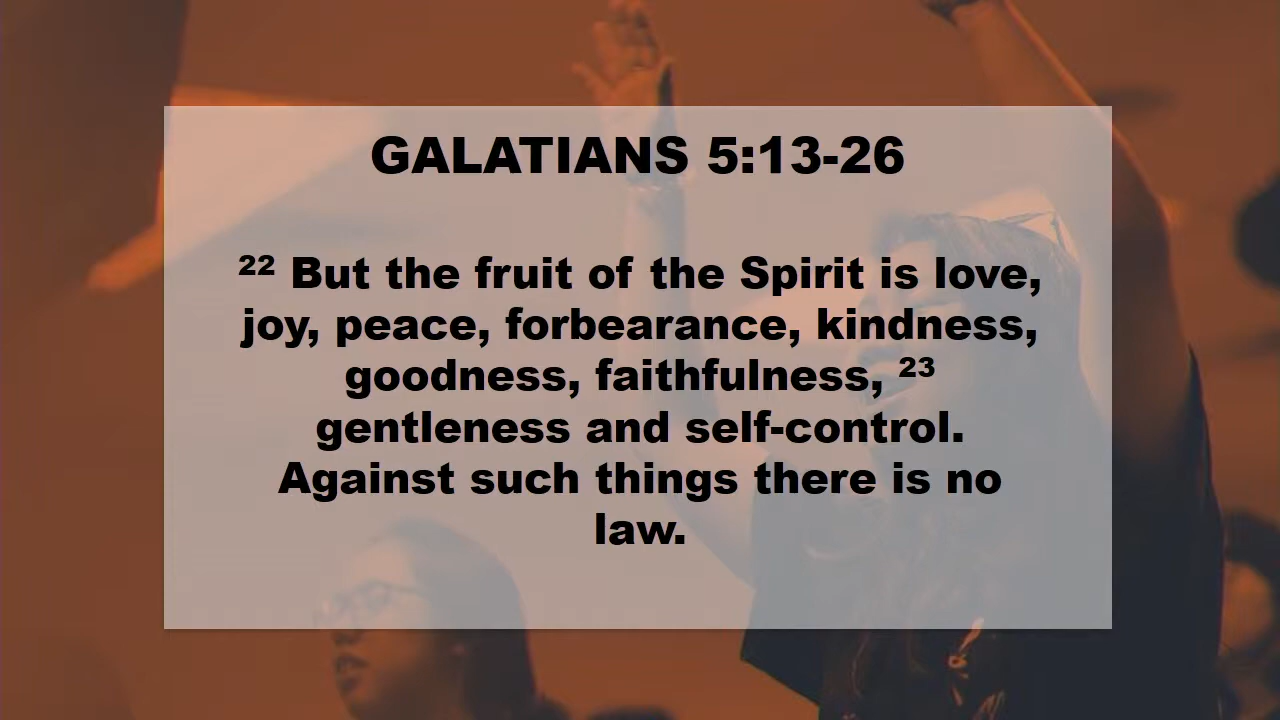 GALATIANS 5:13-26
22 But the fruit of the Spirit is love,
joy, peace, forbearance, kindness,
goodness, faithfulness, 23
gentleness and self-control.
Against such things there is no
law.